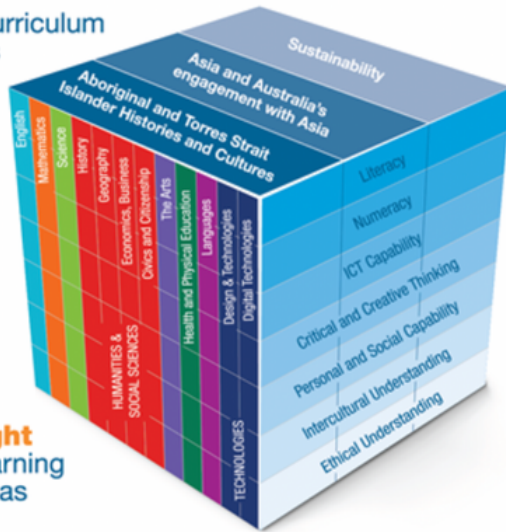 urriculum
Sustainability
Asia and Australia's
engagement with Asia
Aboriginal and Torres Strait
Islander Histories and Cultures
English
Mathematics
Science
History
Geography
Economics, Business
Civics and Citizenship
HUMANITIES &
SOCIAL SCIENCES
The Arts
Health and Physical Education
Languages
Design & Technologies
Digital Technologies
TECHNOLOGIES
Literacy
Numeracy
ICT Capability
Critical and Creative Thinking
Personal and Social Capability
Intercultural Understanding
Ethical Understanding
ght
arning
as